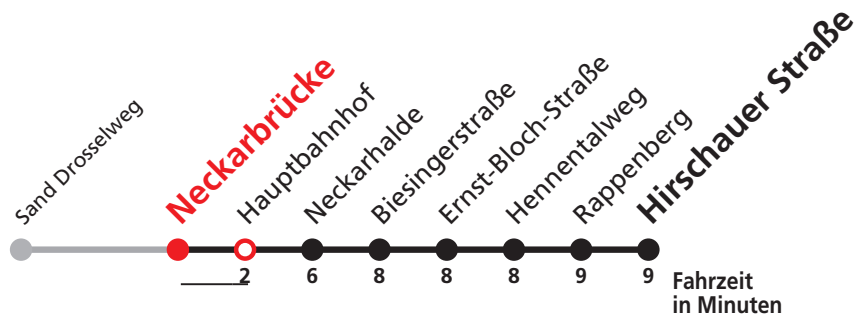 Sand Drosselweg
Neckarbrücke
Hauptbahnhof
Neckarhalde
Biesingerstraße
Ernst-Bloch-Straße
Hennentalweg
Rappenberg
Hirschauer Straße
2 6 8 8 8 9 9
Fahrzeit
in Minuten